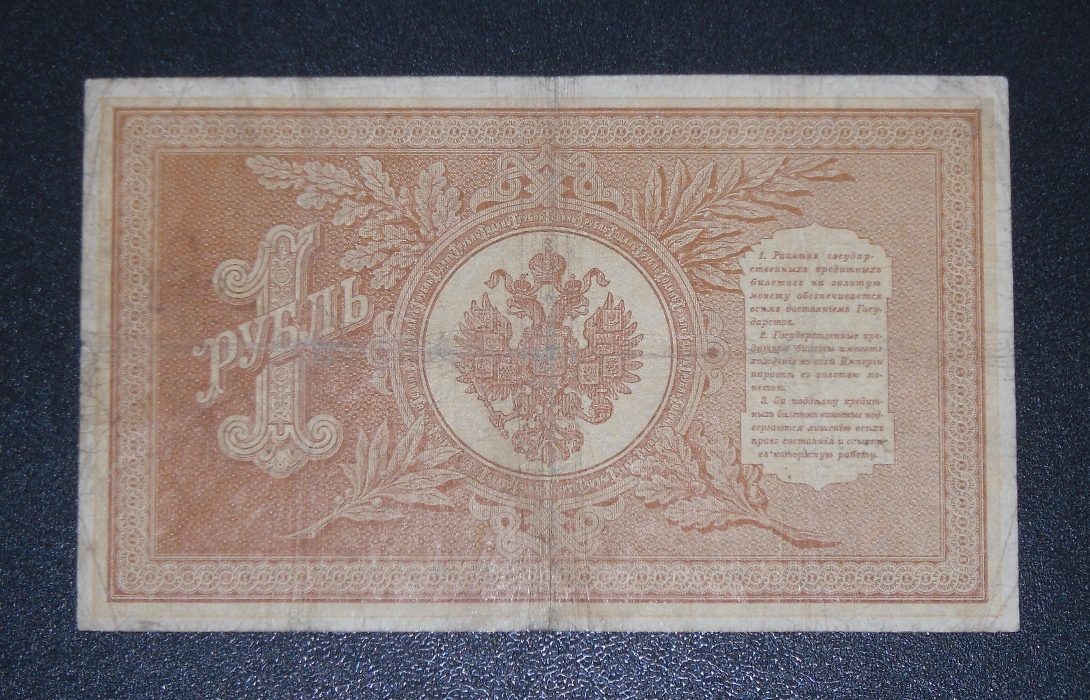 1
рубль
1. Размѣнъ государ-
ственныхъ кредитныхъ
билетовъ на золотую
монету обезпечивается
всѣмъ достояніемъ Госу-
дарства.
2. Государственные кре-
дитные билеты имѣютъ
хожденіе во всей Имперіи
наравнѣ съ золотою мо-
нетою.
3. За поддѣлку кредит-
ныхъ билетовъ виновные под-
вергаются лишенію всѣхъ
правъ состоянія и ссылкѣ
въ каторжную работу.